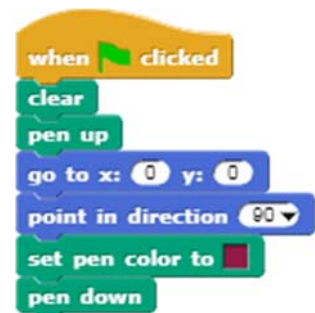 when clicked
clear
pen up
go to x: 0 y: 0
point in direction 90
set pen color to
pen down